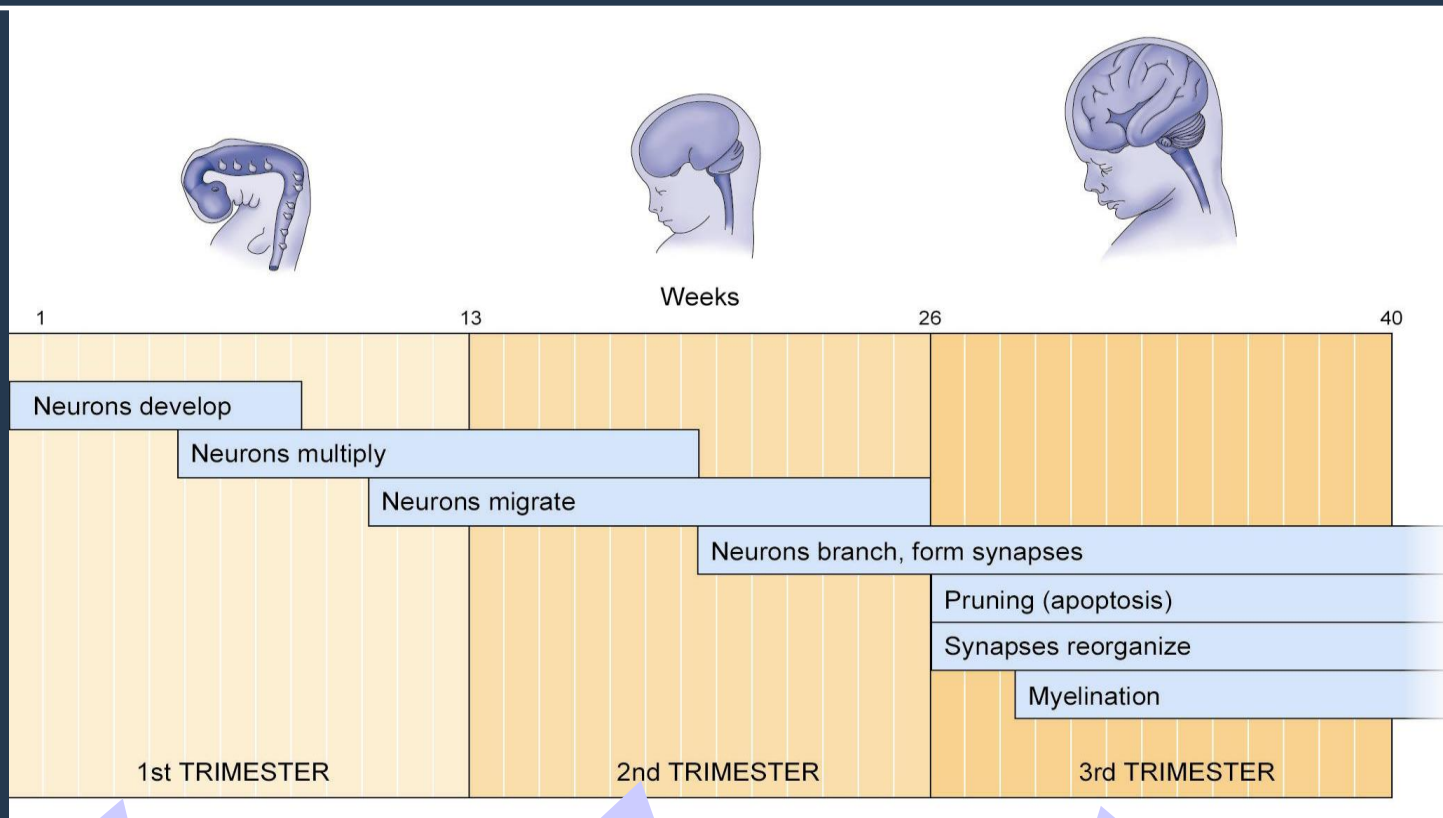 Weeks
1 13 26 40
Neurons develop
Neurons multiply
Neurons migrate
Neurons branch, form synapses
Pruning (apoptosis)
Synapses reorganize
Myelination
1st TRIMESTER 2nd TRIMESTER 3rd TRIMESTER